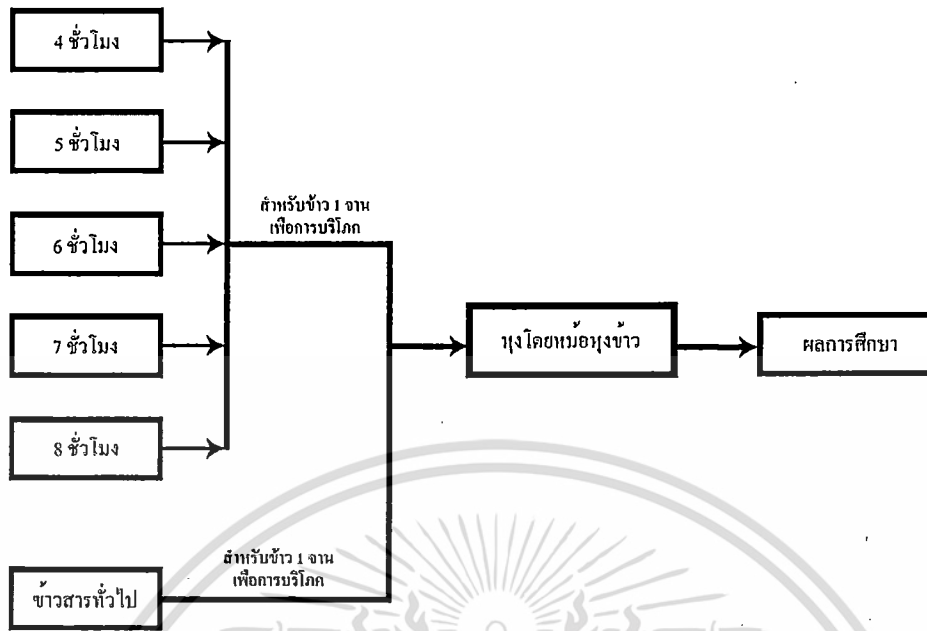 4 ชั่วโมง
5 ชั่วโมง
6 ชั่วโมง
7 ชั่วโมง
8 ชั่วโมง
สำหรับข้าว 1 จาน
เพื่อการบริโภค
หุงโดยหม้อหุงข้าว
ผลการศึกษา
สำหรับข้าว 1 จาน
เพื่อการบริโภค
ข้าวสารทั่วไป